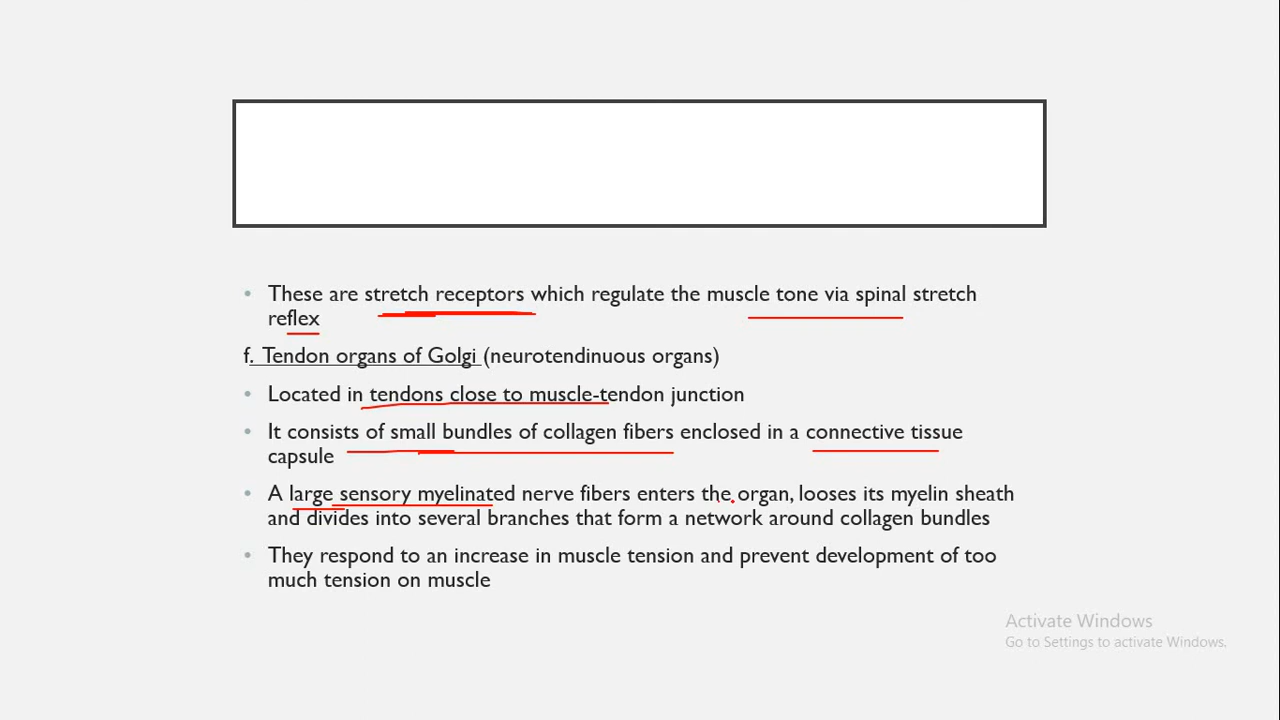 • These are stretch receptors which regulate the muscle tone via spinal stretch
reflex
f. Tendon organs of Golgi (neurotendinuous organs)
• Located in tendons close to muscle-tendon junction
• It consists of small bundles of collagen fibers enclosed in a connective tissue
capsule
• A large sensory myelinated nerve fibers enters the organ, looses its myelin sheath
and divides into several branches that form a network around collagen bundles
• They respond to an increase in muscle tension and prevent development of too
much tension on muscle
Activate Windows
Go to Settings to activate Windows.